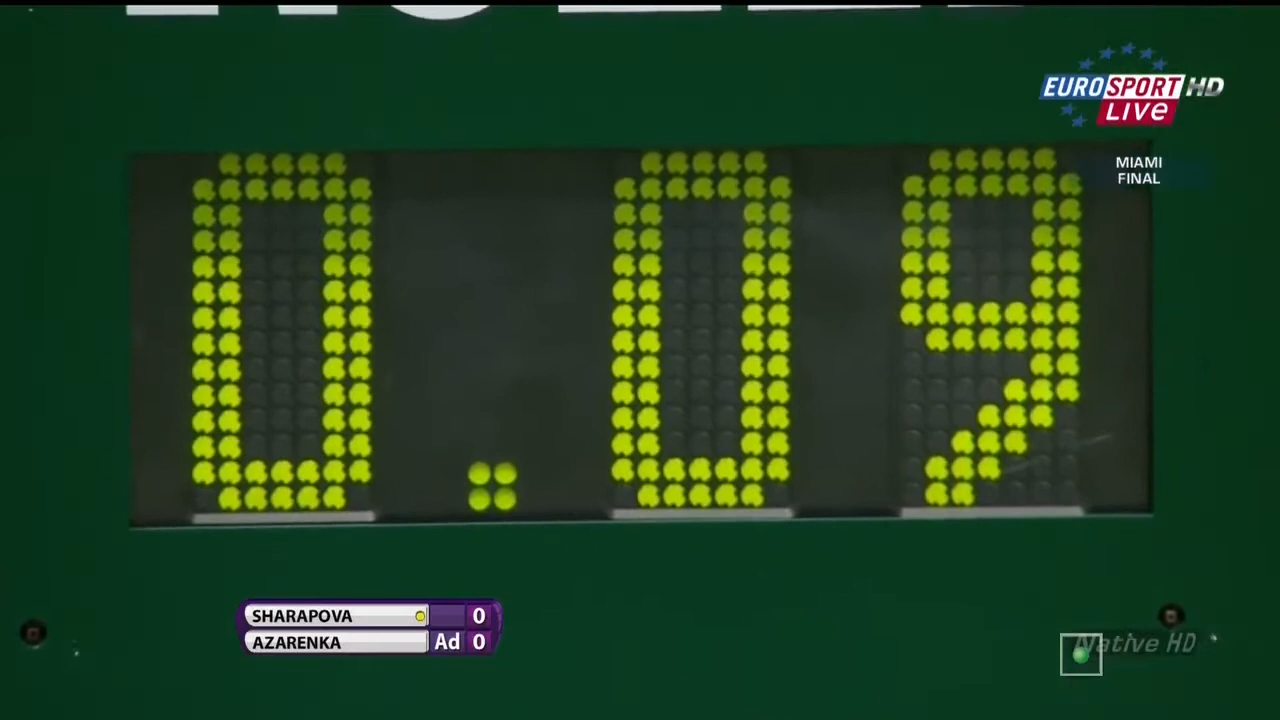 EUROSPORT HD
LIVE
MIAMI
FINAL
0.09
SHARAPOVA 0
AZARENKA Ad 0
Native HD